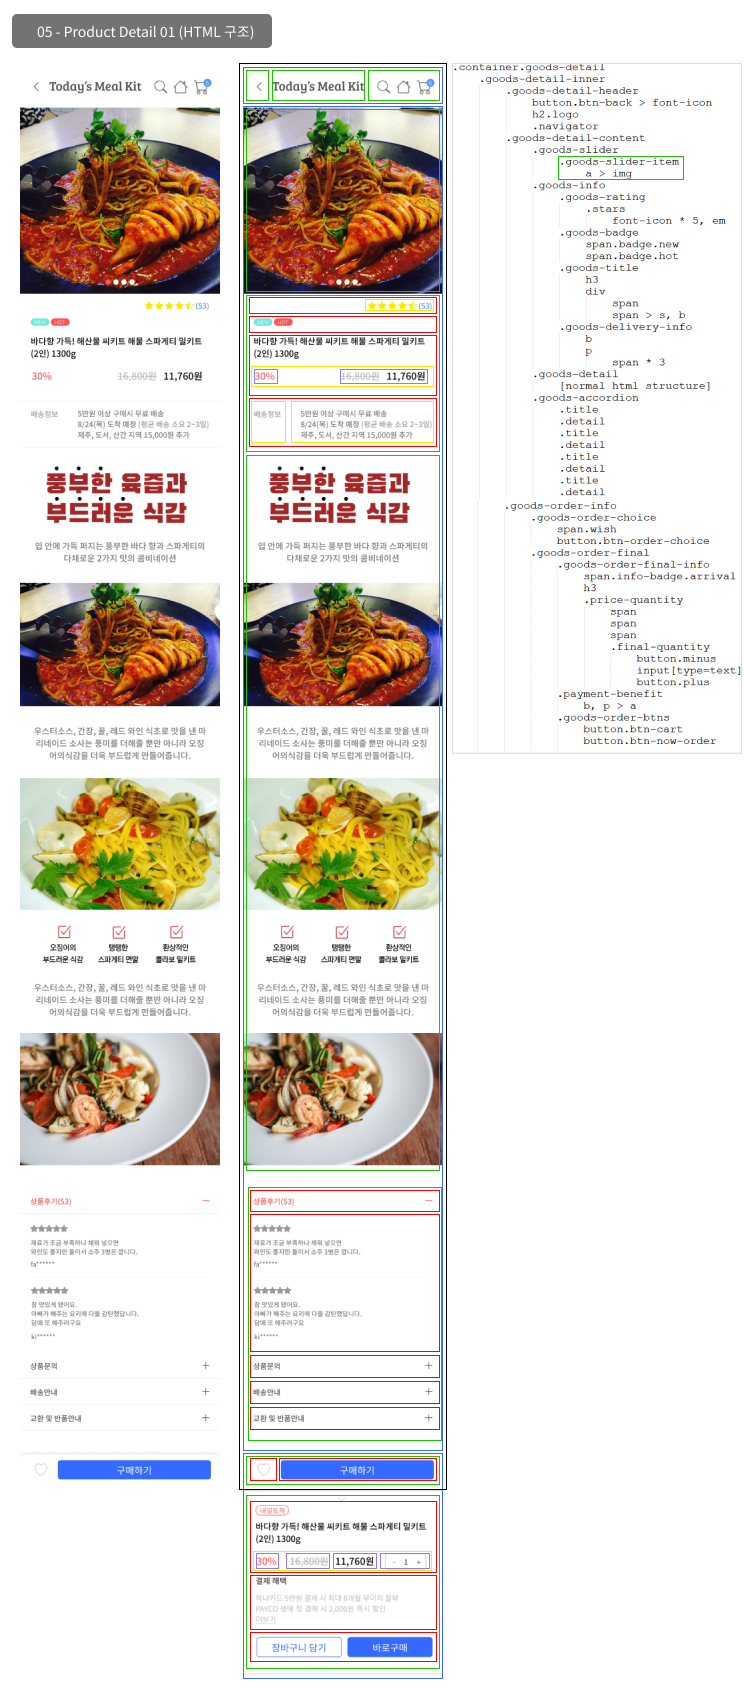 05 - Product Detail 01 (HTML 구조)
Today's Meal Kit
6
(53)
NEW HOT
바다향 가득! 해산물 씨키트 해물 스파게티 밀키트
(2인) 1300g
30% 16,800원 11,760원
배송정보
5만원 이상 구매시 무료 배송
8/24(목) 도착 예정 (평균 배송 소요 2~3일)
제주, 도서, 산간 지역 15,000원 추가
풍부한 육즙과
부드러운 식감
입 안에 가득 퍼지는 풍부한 바다 향과 스파게티의
다채로운 2가지 맛의 콤비네이션
우스터소스, 간장, 꿀, 레드 와인 식초로 맛을 낸 마
리네이드 소사는 풍미를 더해줄 뿐만 아니라 오징
어의식감을 더욱 부드럽게 만들어줍니다.
오징어의
부드러운 식감
탱탱한
스파게티 면말
환상적인
콜라보 밀키트
우스터소스, 간장, 꿀, 레드 와인 식초로 맛을 낸 마
리네이드 소사는 풍미를 더해줄 뿐만 아니라 오징
어의식감을 더욱 부드럽게 만들어줍니다.
상품후기(53)
재료가 조금 부족하나 채워 넣으면
와인도 좋지만 둘이서 소주 3병은 깝니다.
fa******
참 맛있게 됐어요.
아빠가 해주는 요리에 다들 감탄했답니다.
담에 또 해주러구요
ki******
상품문의
배송안내
교환 및 반품안내
구매하기
Today's Meal Kit
6
(53)
NEW HOT
바다향 가득! 해산물 씨키트 해물 스파게티 밀키트
(2인) 1300g
30% 16,800원 11,760원
배송정보
5만원 이상 구매시 무료 배송
8/24(목) 도착 예정 (평균 배송 소요 2~3일)
제주, 도서, 산간 지역 15,000원 추가
풍부한 육즙과
부드러운 식감
입 안에 가득 퍼지는 풍부한 바다 향과 스파게티의
다채로운 2가지 맛의 콤비네이션
우스터소스, 간장, 꿀, 레드 와인 식초로 맛을 낸 마
리네이드 소사는 풍미를 더해줄 뿐만 아니라 오징
어의식감을 더욱 부드럽게 만들어줍니다.
오징어의
부드러운 식감
탱탱한
스파게티 면말
환상적인
콜라보 밀키트
우스터소스, 간장, 꿀, 레드 와인 식초로 맛을 낸 마
리네이드 소사는 풍미를 더해줄 뿐만 아니라 오징
어의식감을 더욱 부드럽게 만들어줍니다.
상품후기(53)
재료가 조금 부족하나 채워 넣으면
와인도 좋지만 둘이서 소주 3병은 깝니다.
fa******
참 맛있게 됐어요.
아빠가 해주는 요리에 다들 감탄했답니다.
담에 또 해주러구요
ki******
상품문의
배송안내
교환 및 반품안내
구매하기
내일도착
바다향 가득! 해산물 씨키트 해물 스파게티 밀키트
(2인) 1300g
30% 16,800원 11,760원 - 1 +
결제 해택
하나카드 5만원 결제 시 최대 8개월 무이자 할부
PAYCO 생애 첫 결제 시 2,000원 즉시 할인
더보기
장바구니 담기 바로구매
.container.goods-detail
.goods-detail-inner
.goods-detail-header
button.btn-back > font-icon
h2.logo
.navigator
.goods-detail-content
.goods-slider
.goods-slider-item
a > img
.goods-info
.goods-rating
.stars
font-icon * 5, em
.goods-badge
span.badge.new
span.badge.hot
.goods-title
h3
div
span
span > s, b
.goods-delivery-info
b
p
span * 3
.goods-detail
[normal html structure]
.goods-accordion
.title
.detail
.title
.detail
.title
.detail
.title
.detail
.goods-order-info
.goods-order-choice
span.wish
button.btn-order-choice
.goods-order-final
.goods-order-final-info
span.info-badge.arrival
h3
.price-quantity
span
span
span
.final-quantity
button.minus
input[type=text]
button.plus
.payment-benefit
b, p > a
.goods-order-btns
button.btn-cart
button.btn-now-order